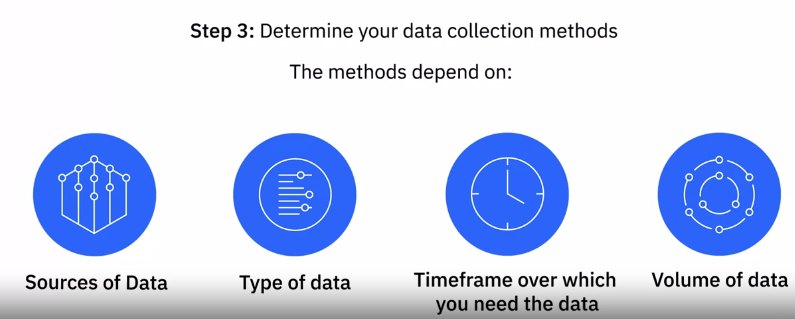 Step 3: Determine your data collection methods
The methods depend on:
Sources of Data
Type of data
Timeframe over which
you need the data
Volume of data